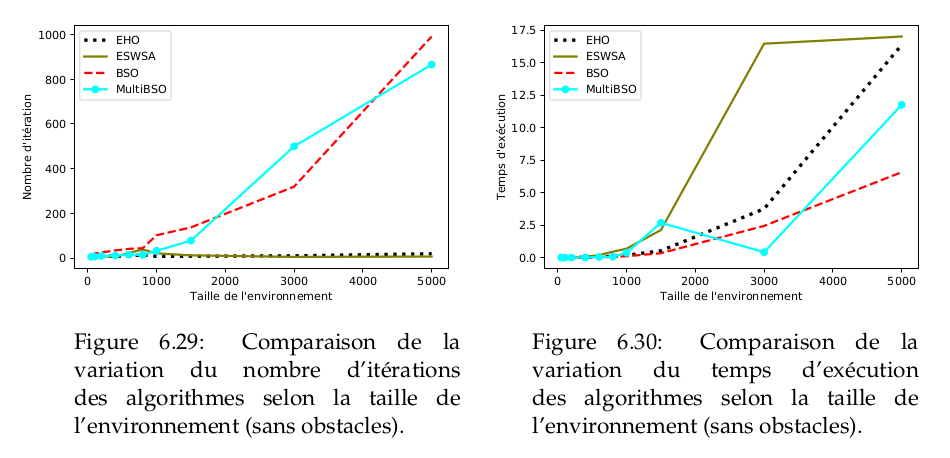 1000
800
600
400
200
0
Nombre d'itération
EHO
ESWSA
BSO
MultiBSO
0 1000 2000 3000 4000 5000
Taille de l'environnement
17.5
15.0
12.5
10.0
7.5
5.0
2.5
0.0
Temps d'exécution
EHO
ESWSA
BSO
MultiBSO
0 1000 2000 3000 4000 5000
Taille de l'environnement
Figure 6.29: Comparaison de la
variation du nombre d'itérations
des algorithmes selon la taille de
l'environnement (sans obstacles).
Figure 6.30: Comparaison de la
variation du temps d'exécution
des algorithmes selon la taille de
l'environnement (sans obstacles).